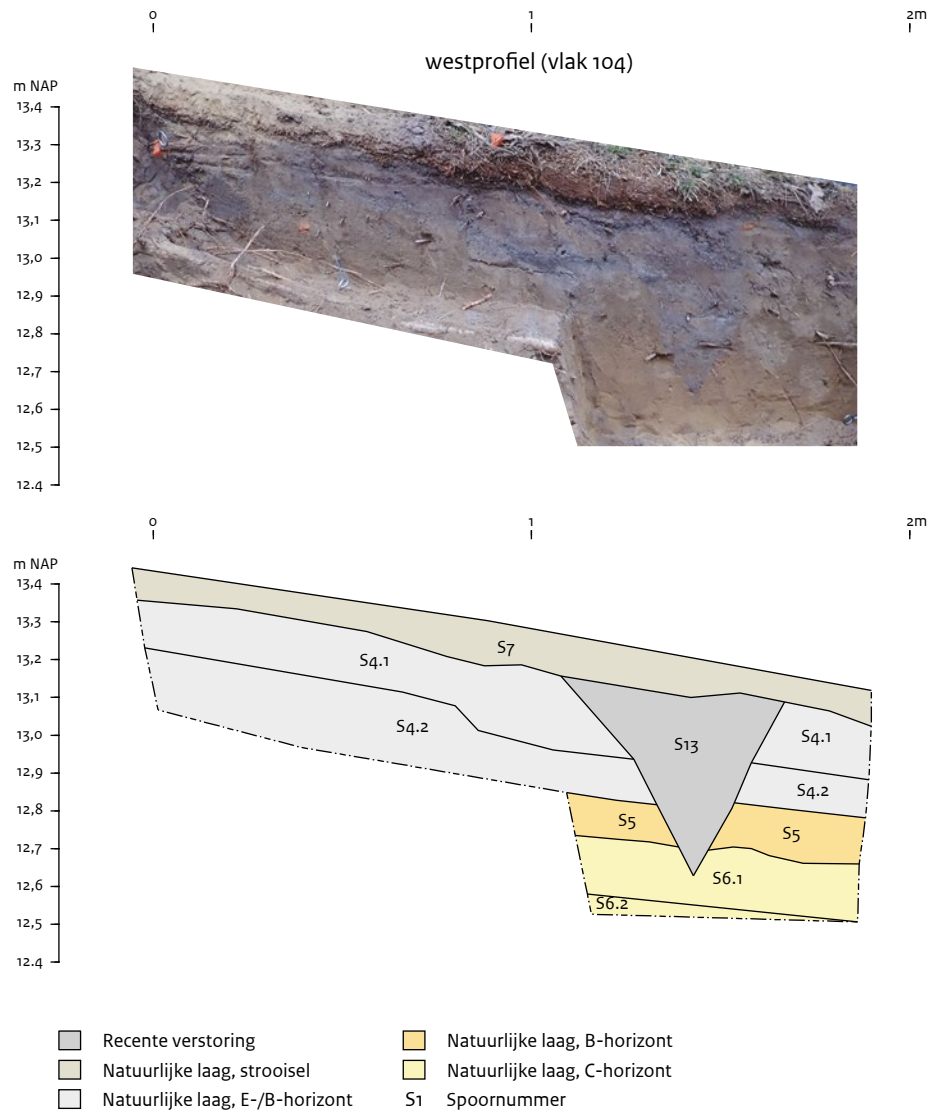 0 1 2m
westprofiel (vlak 104)
m NAP
13,4
13,3
13,2
13,1
13,0
12,9
12,8
12,7
12,6
12,5
12.4
0 1 2m
m NAP
13,4
13,3
13,2
13,1
13,0
12,9
12,8
12,7
12,6
12,5
12.4
S7
S4.1
S4.2
S13
S4.1
S4.2
S5
S5
S6.1
S6.2
Recente verstoring
Natuurlijke laag, strooisel
Natuurlijke laag, E-/B-horizont
Natuurlijke laag, B-horizont
Natuurlijke laag, C-horizont
S1 Spoornummer